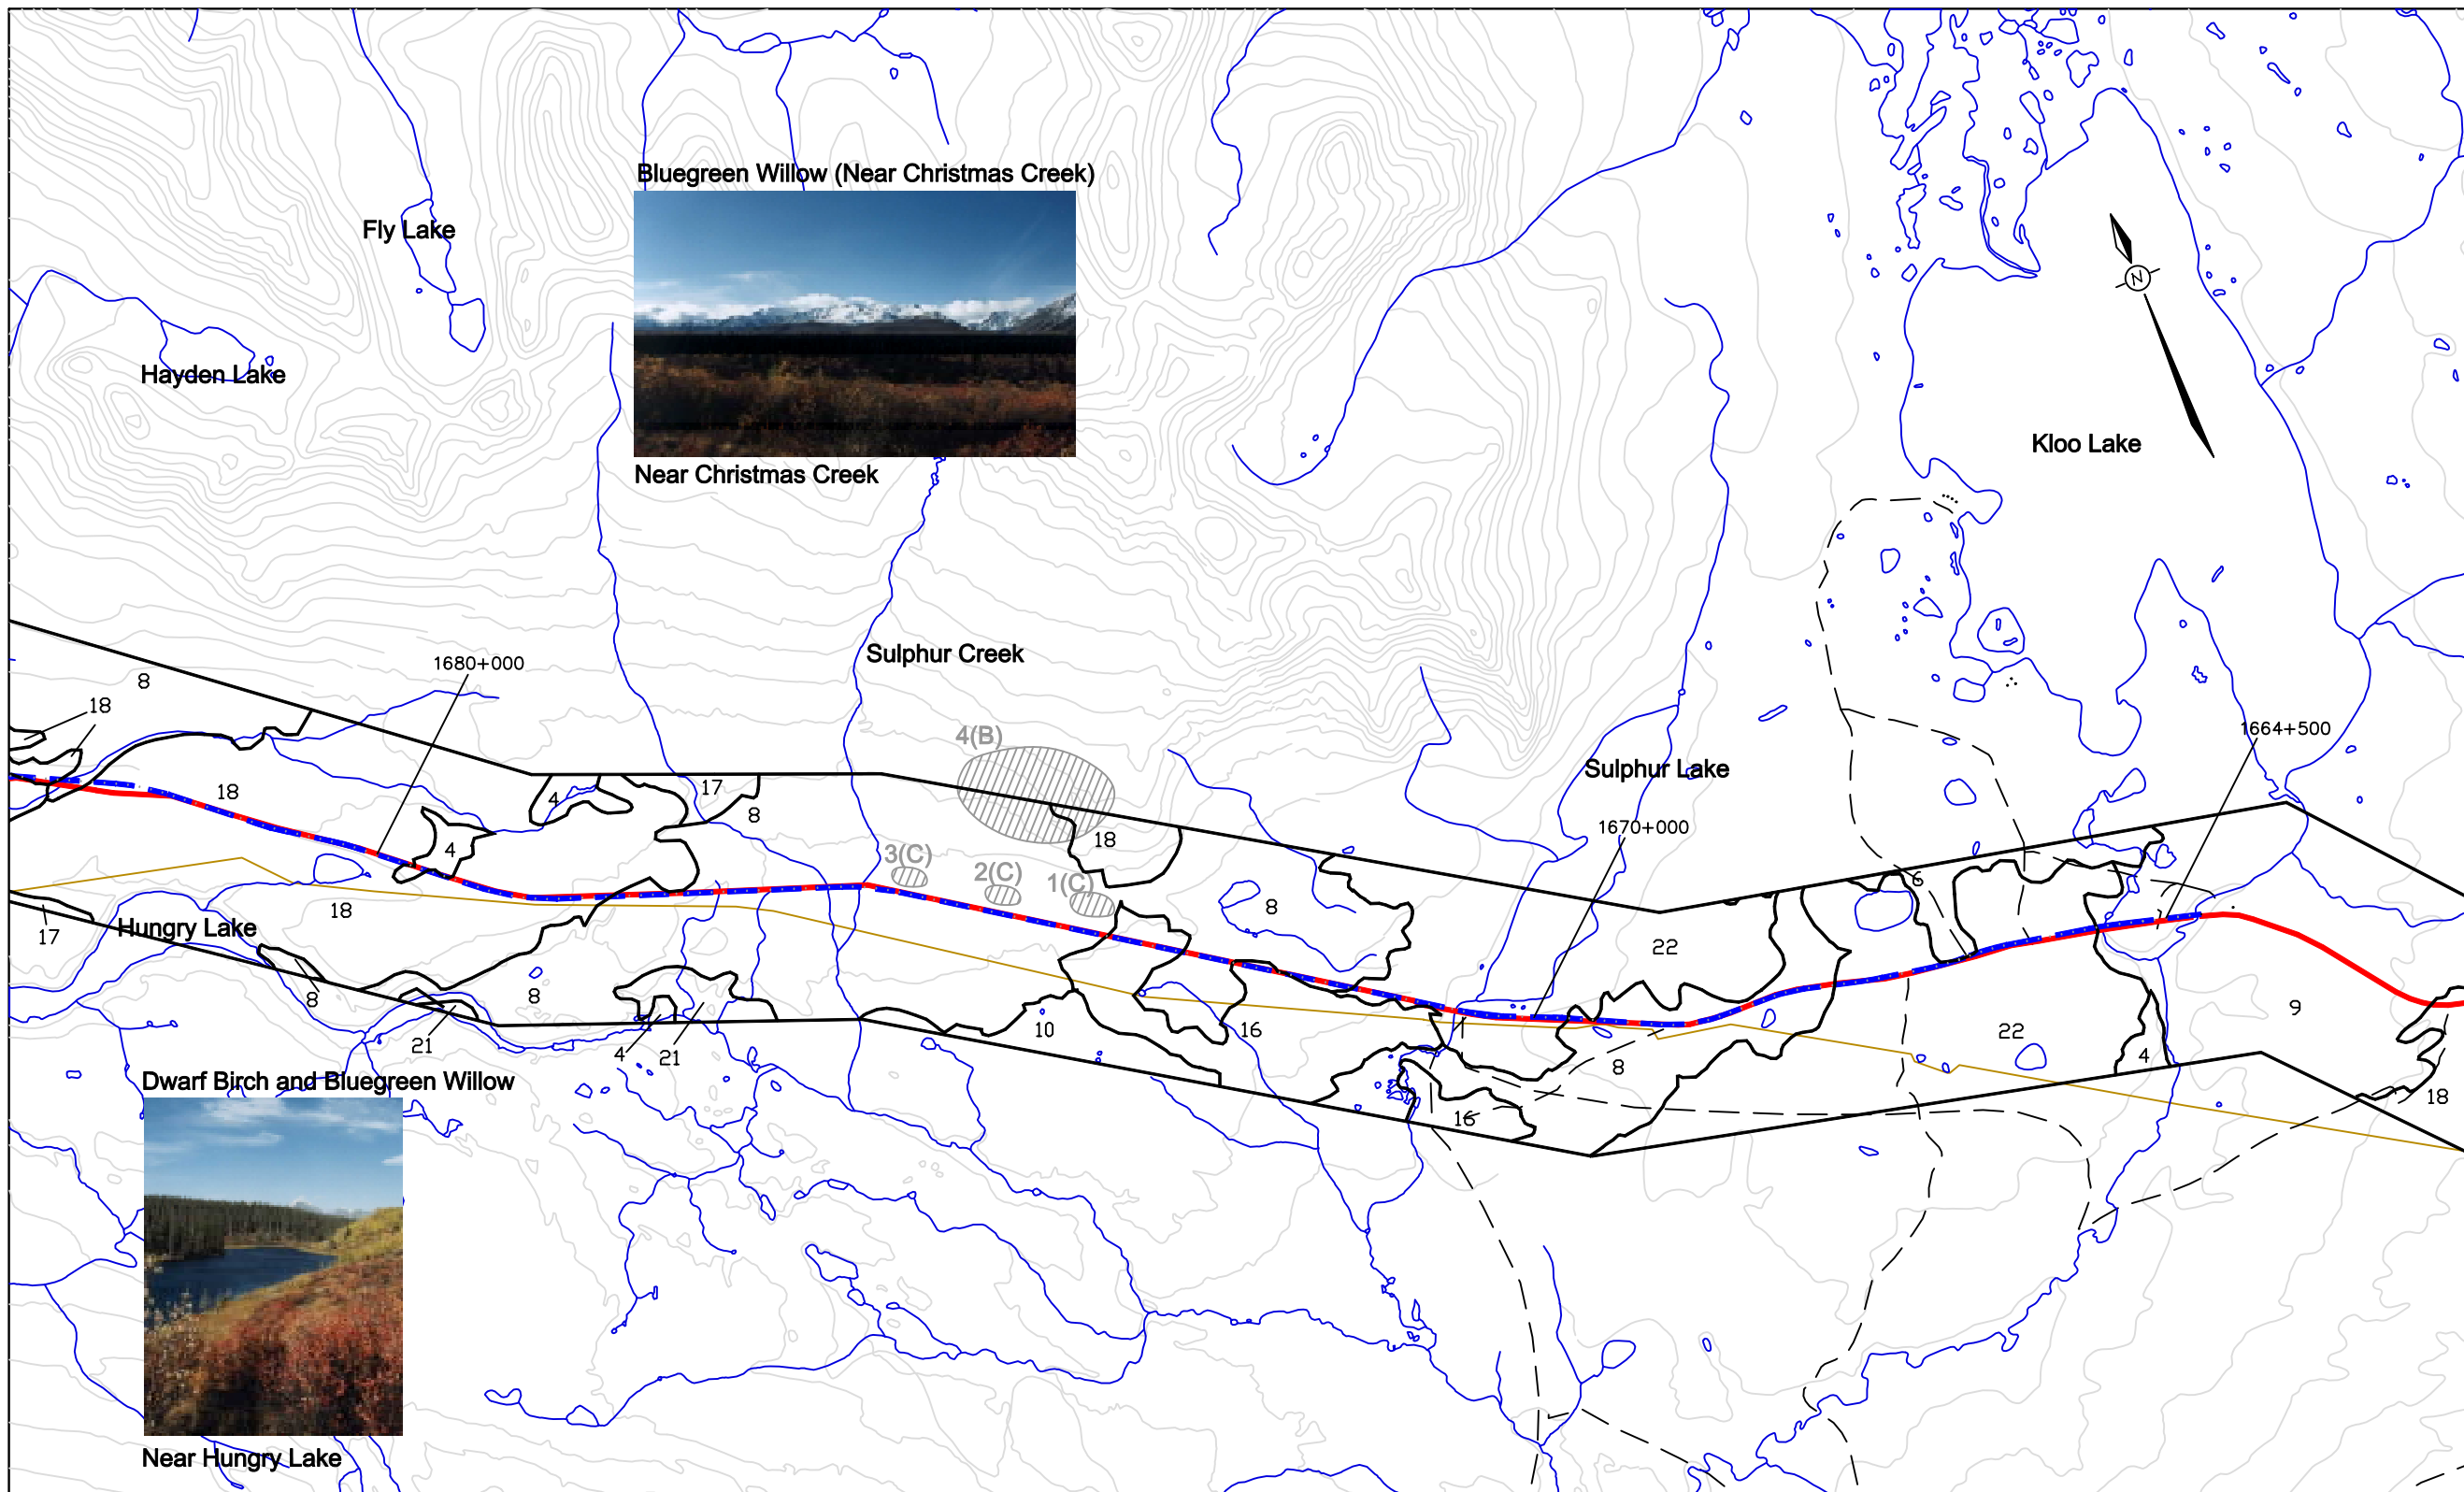 Bluegreen Willow (Near Christmas Creek)
Fly Lake
Hayden Lake
N
Kloo Lake
Near Christmas Creek
Sulphur Creek
1680+000
8
18
1664+500
4(B)
Sulphur Lake
17
18
4
8
1670+000
18
4
3(C)
2(C)
1(C)
6
8
18
17
Hungry Lake
22
8
8
9
10
16
22
21
4
21
8
4
18
16
Dwarf Birch and Bluegreen Willow
Near Hungry Lake